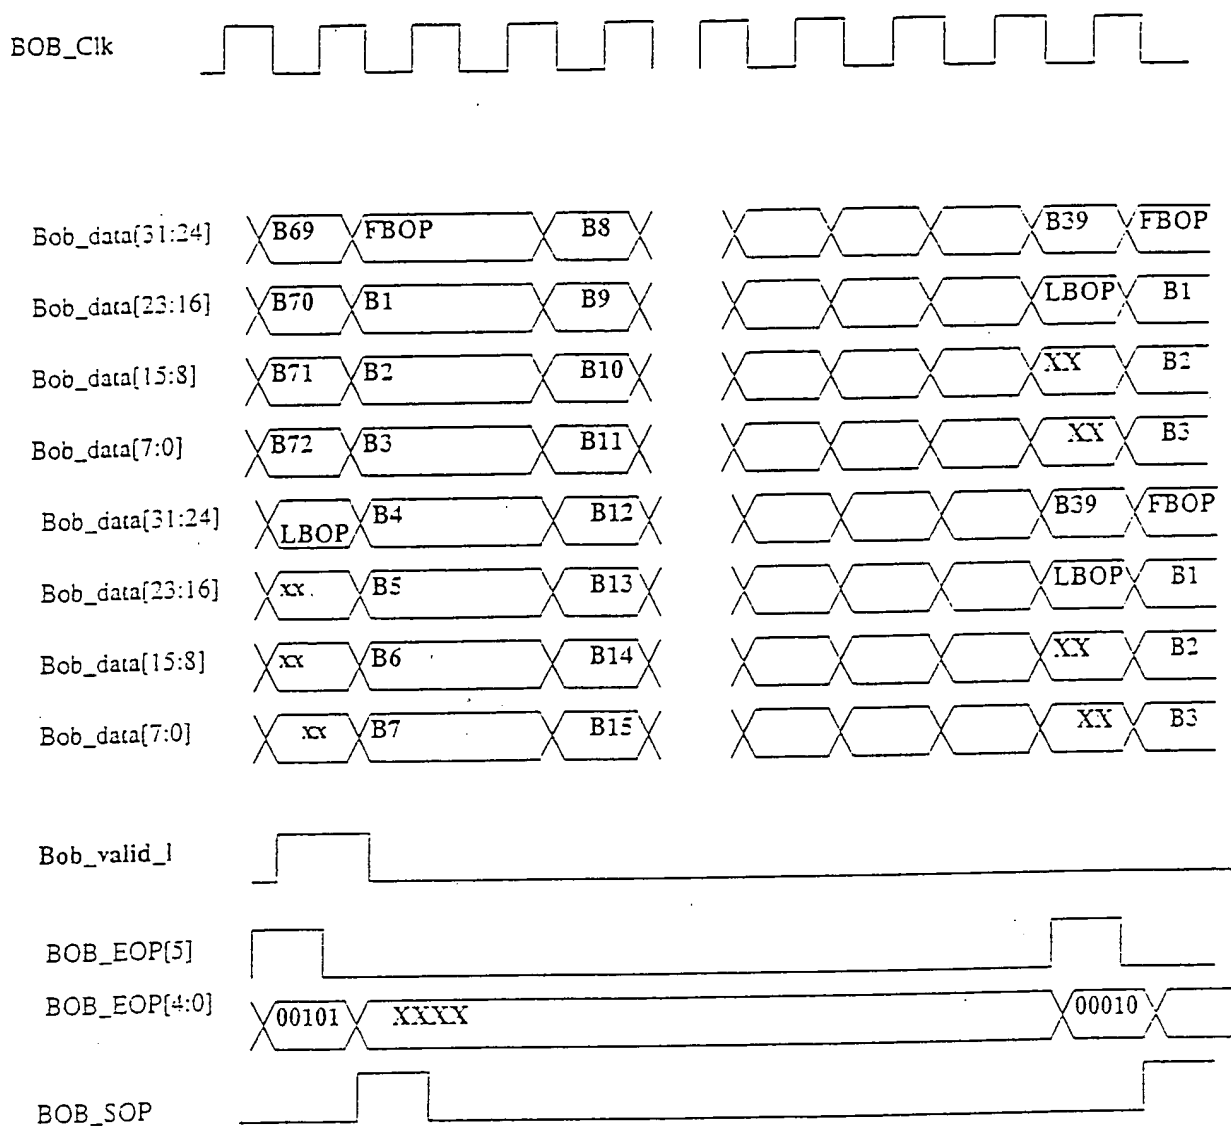 BOB_Clk
Bob_data[31:24] B69 FBOP B8 B39 FBOP
Bob_data[23:16] B70 B1 B9 LBOP B1
Bob_data[15:8] B71 B2 B10 XX B2
Bob_data[7:0] B72 B3 B11 XX B3
Bob_data[31:24] LBOP B4 B12 B39 FBOP
Bob_data[23:16] xx B5 B13 LBOP B1
Bob_data[15:8] xx B6 B14 XX B2
Bob_data[7:0] xx B7 B15 XX B3
Bob_valid_l
BOB_EOP[5]
BOB_EOP[4:0] 00101 XXXX 00010
BOB_SOP